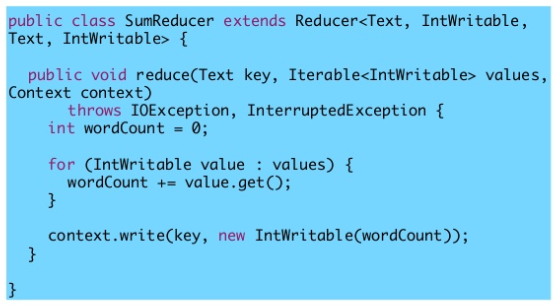 public class SumReducer extends Reducer<Text, IntWritable,
Text, IntWritable> {
public void reduce(Text key, Iterable<IntWritable> values,
Context context)
throws IOException, InterruptedException {
int wordCount = 0;
for (IntWritable value : values) {
wordCount += value.get();
}
context.write(key, new IntWritable(wordCount));
}
}